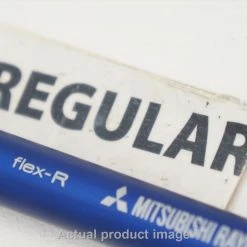 REGULAR
flex-R
MITSUBISHI RA
Actual product image